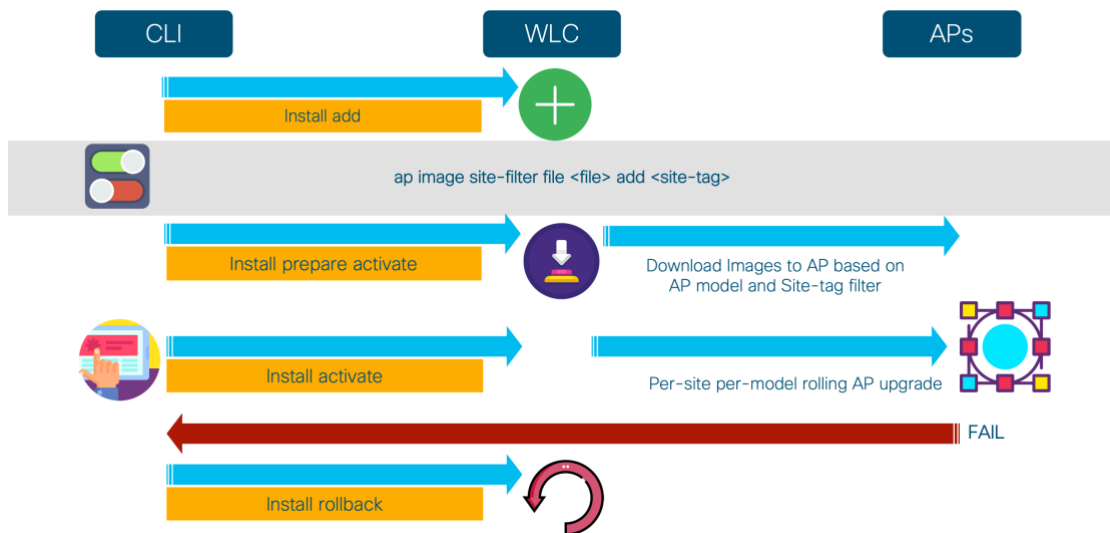 CLI
WLC
APs
Install add
ap image site-filter file <file> add <site-tag>
Install prepare activate
Download Images to AP based on
AP model and Site-tag filter
Install activate
Per-site per-model rolling AP upgrade
FAIL
Install rollback